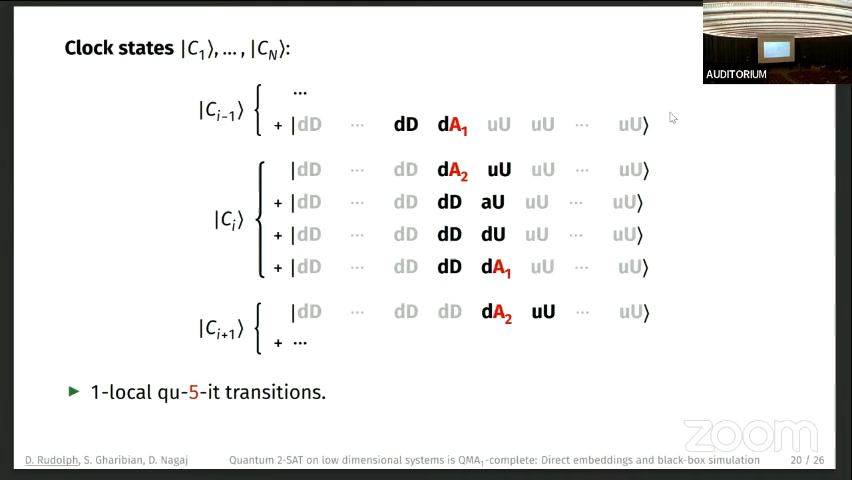 Clock states |C₁⟩, ..., |C_N⟩:
AUDITORIUM
|C_{i−1}⟩ { ...
+ |dD ... dD dA₁ uU uU ... uU⟩
|C_i⟩ { |dD ... dD dA₂ uU uU ... uU⟩
+ |dD ... dD dD aU uU ... uU⟩
+ |dD ... dD dD dU uU ... uU⟩
+ |dD ... dD dD dA₁ uU ... uU⟩
|C_{i+1}⟩ { |dD ... dD dD dA₂ uU ... uU⟩
+ ...
▶ 1-local qu-5-it transitions.
zoom
D. Rudolph, S. Gharibian, D. Nagaj Quantum 2-SAT on low dimensional systems is QMA₁-complete: Direct embeddings and black-box simulation 20 / 26